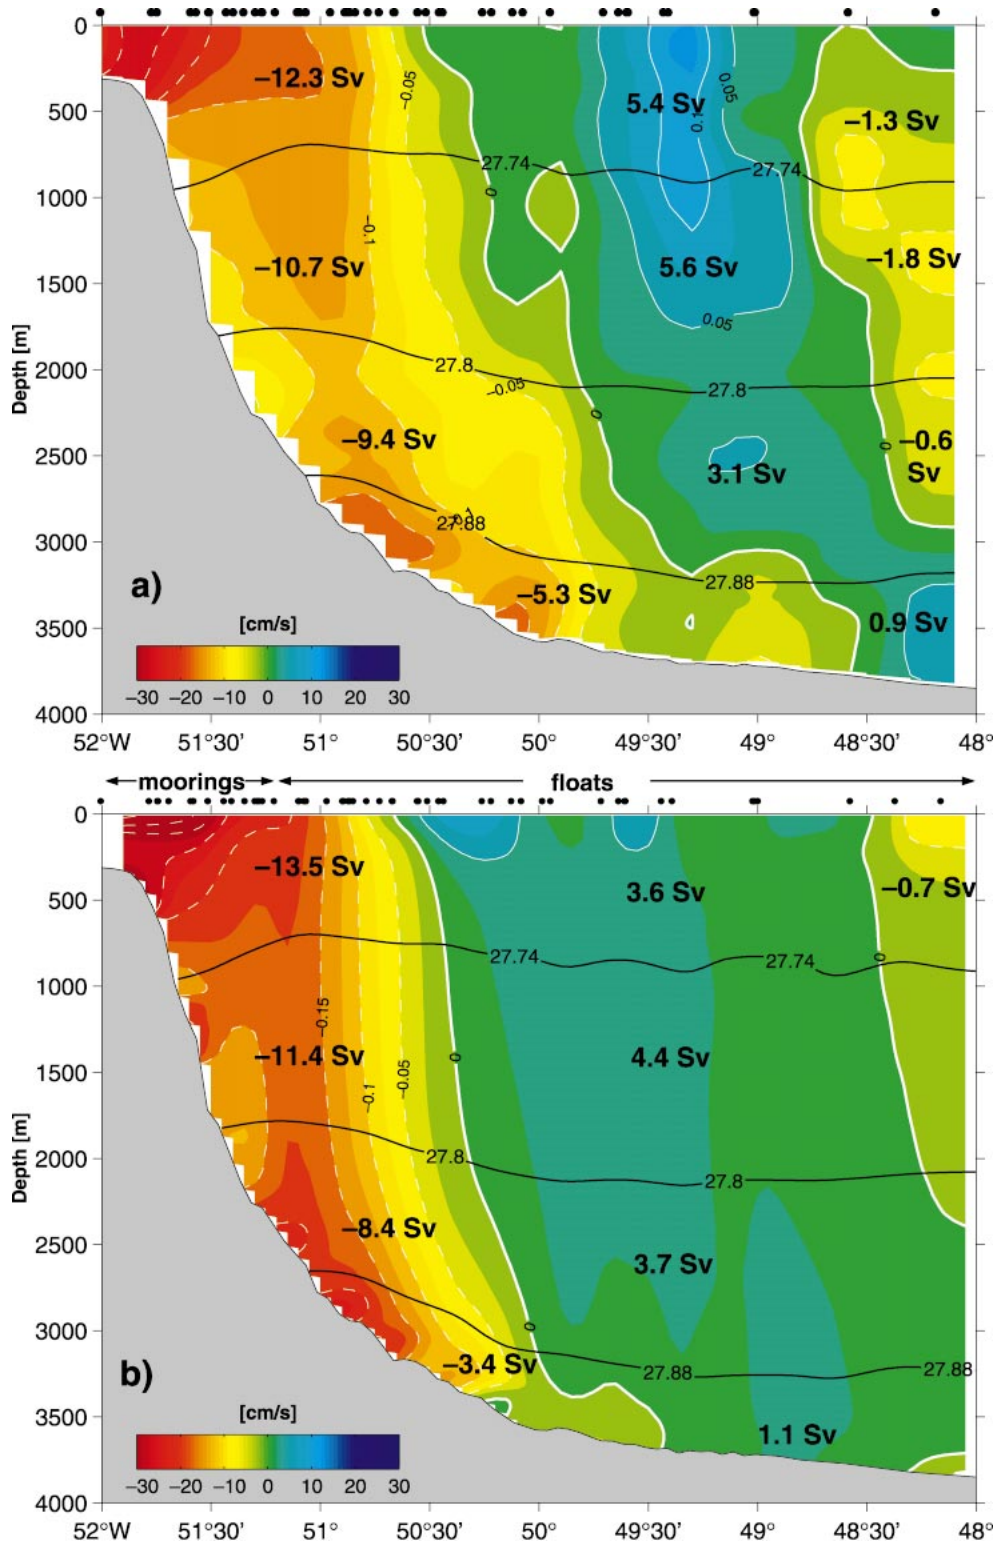 0
500
1000
1500
2000
2500
3000
3500
4000
Depth [m]
−12.3 Sv
−0.05
5.4 Sv
0.1
0.05
−1.3 Sv
27.74
27.74
0
−0.1
−10.7 Sv
5.6 Sv
−1.8 Sv
0.05
27.8
−0.05
27.8
0
−9.4 Sv
3.1 Sv
0
−0.6
Sv
−0.1
27.88
27.88
−5.3 Sv
0.9 Sv
a)
[cm/s]
−30 −20 −10 0 10 20 30
52°W 51°30' 51° 50°30' 50° 49°30' 49° 48°30' 48°
moorings floats
0
500
1000
1500
2000
2500
3000
3500
4000
Depth [m]
−13.5 Sv
3.6 Sv
−0.7 Sv
27.74
27.74
0
−0.15
−11.4 Sv
−0.1
−0.05
0
4.4 Sv
27.8
27.8
−8.4 Sv
3.7 Sv
0
−3.4 Sv
27.88
27.88
1.1 Sv
b)
[cm/s]
−30 −20 −10 0 10 20 30
52°W 51°30' 51° 50°30' 50° 49°30' 49° 48°30' 48°